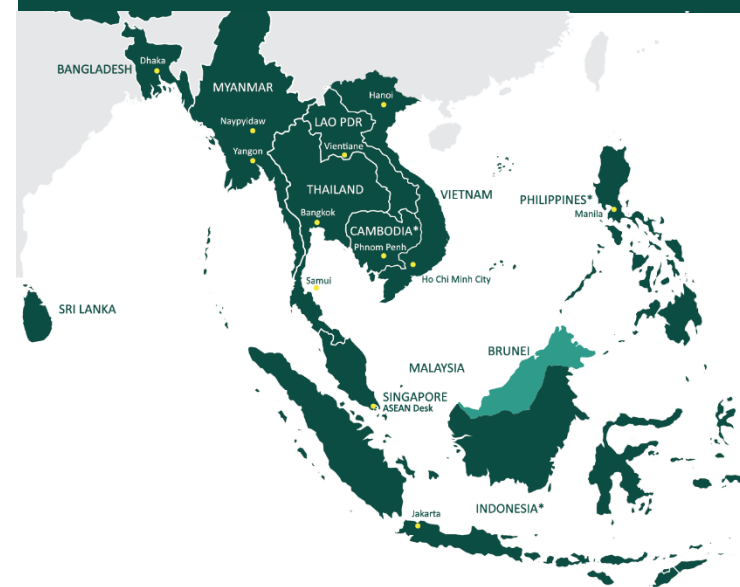 Dhaka
BANGLADESH
MYANMAR
Hanoi
Naypyidaw
LAO PDR
Yangon
Vientiane
THAILAND
VIETNAM
PHILIPPINES*
Bangkok
Manila
CAMBODIA*
Phnom Penh
Samui
Ho Chi Minh City
SRI LANKA
BRUNEI
MALAYSIA
SINGAPORE
ASEAN Desk
INDONESIA*
Jakarta